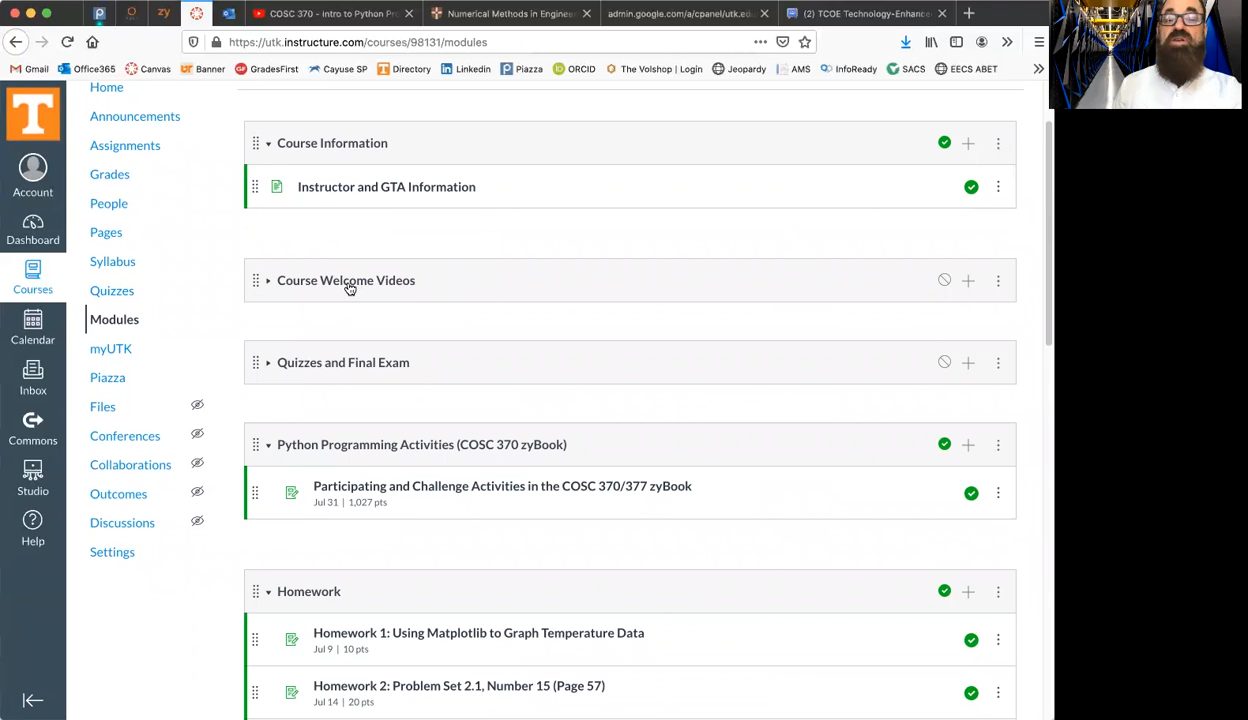 zy
COSC 370 - intro to Python Pr
Numerical Methods in Enginee
admin.google.com/a/cpanel/utk.ed
(3) TCOE Technology-Enhance
https://utk.instructure.com/courses/98131/modules
Gmail Office365 Canvas Banner GradesFirst Cayuse SP Directory Linkedin Piazza ORCID The Volshop | Login Jeopardy AMS InfoReady SACS EECS ABET
T
Account
Dashboard
Courses
Calendar
Inbox
Commons
Studio
Help
Home
Announcements
Assignments
Grades
People
Pages
Syllabus
Quizzes
Modules
myUTK
Piazza
Files
Conferences
Collaborations
Outcomes
Discussions
Settings
Course Information
Instructor and GTA Information
Course Welcome Videos
Quizzes and Final Exam
Python Programming Activities (COSC 370 zyBook)
Participating and Challenge Activities in the COSC 370/377 zyBook
Jul 31 | 1,027 pts
Homework
Homework 1: Using Matplotlib to Graph Temperature Data
Jul 9 | 10 pts
Homework 2: Problem Set 2.1, Number 15 (Page 57)
Jul 14 | 20 pts